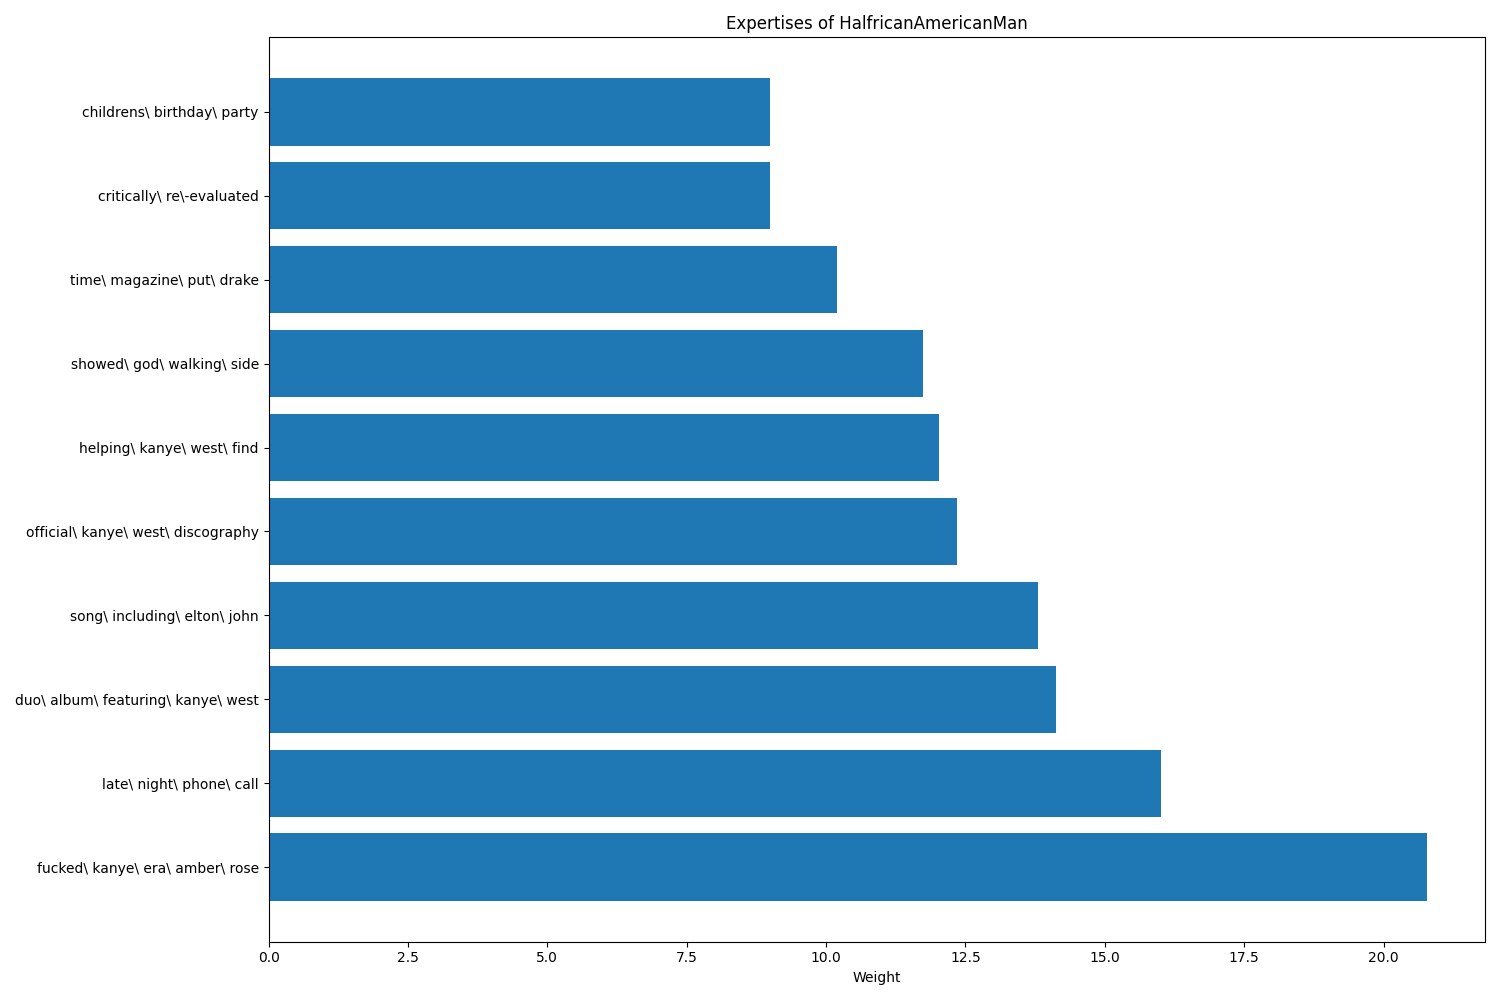 Expertises of HalfricanAmericanMan
childrens\ birthday\ party
critically\ re\-evaluated
time\ magazine\ put\ drake
showed\ god\ walking\ side
helping\ kanye\ west\ find
official\ kanye\ west\ discography
song\ including\ elton\ john
duo\ album\ featuring\ kanye\ west
late\ night\ phone\ call
fucked\ kanye\ era\ amber\ rose
0.0 2.5 5.0 7.5 10.0 12.5 15.0 17.5 20.0
Weight